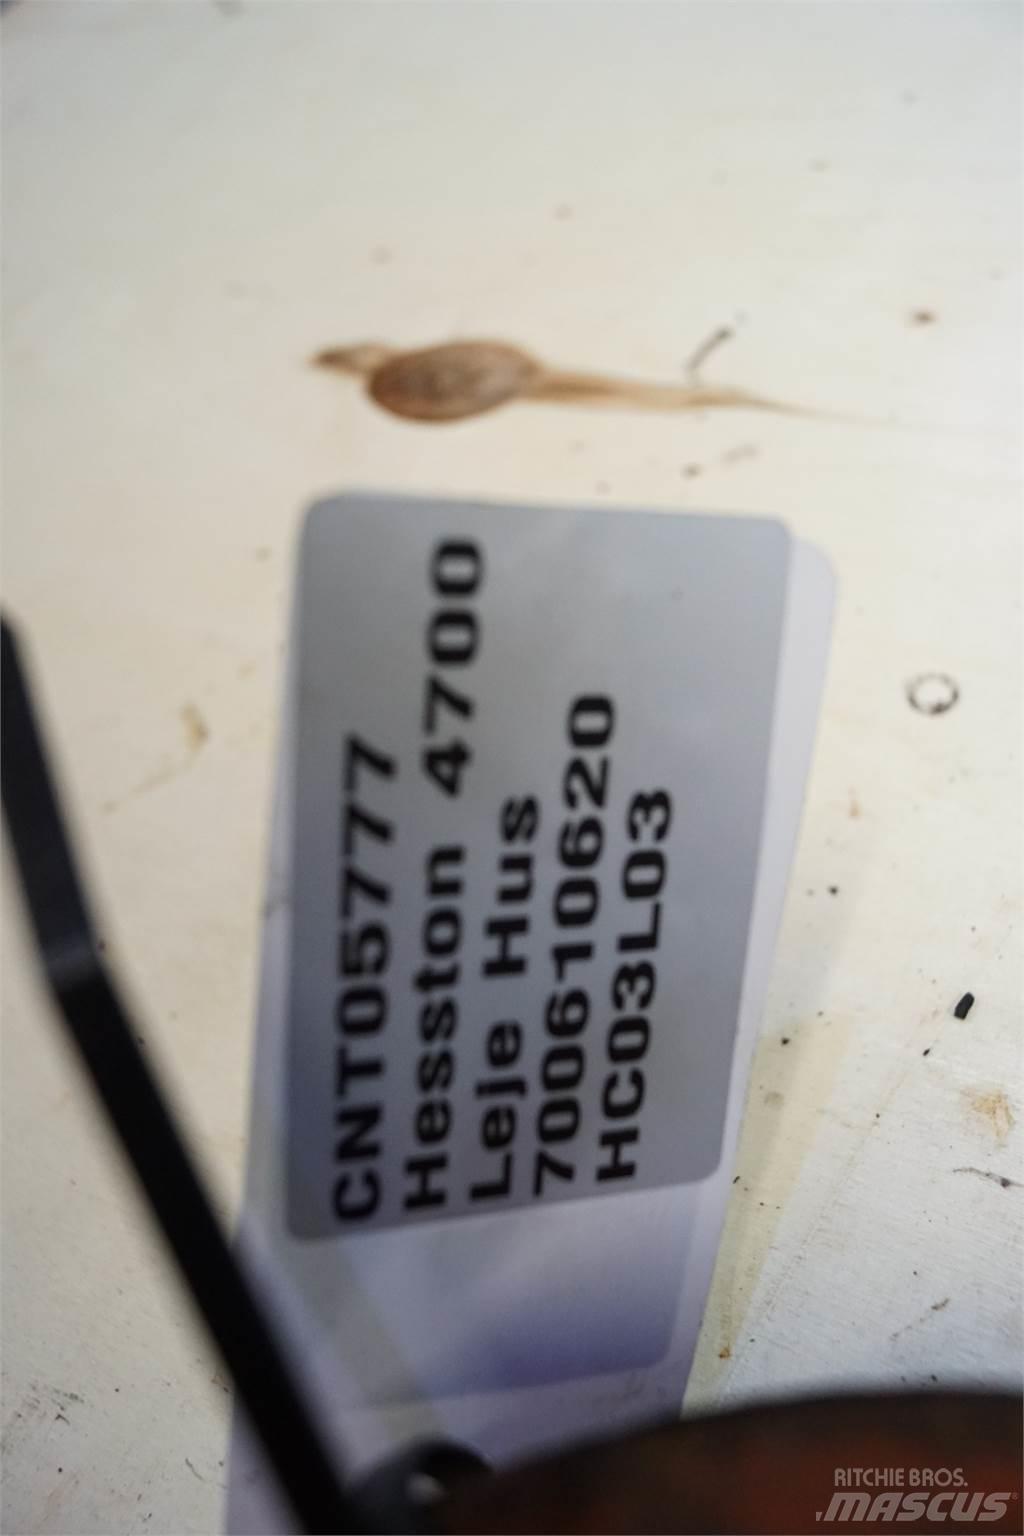 CNT05777
Hesston 4700
Leje Hus
700610620
HC03L03
RITCHIE BROS.
MASCUS